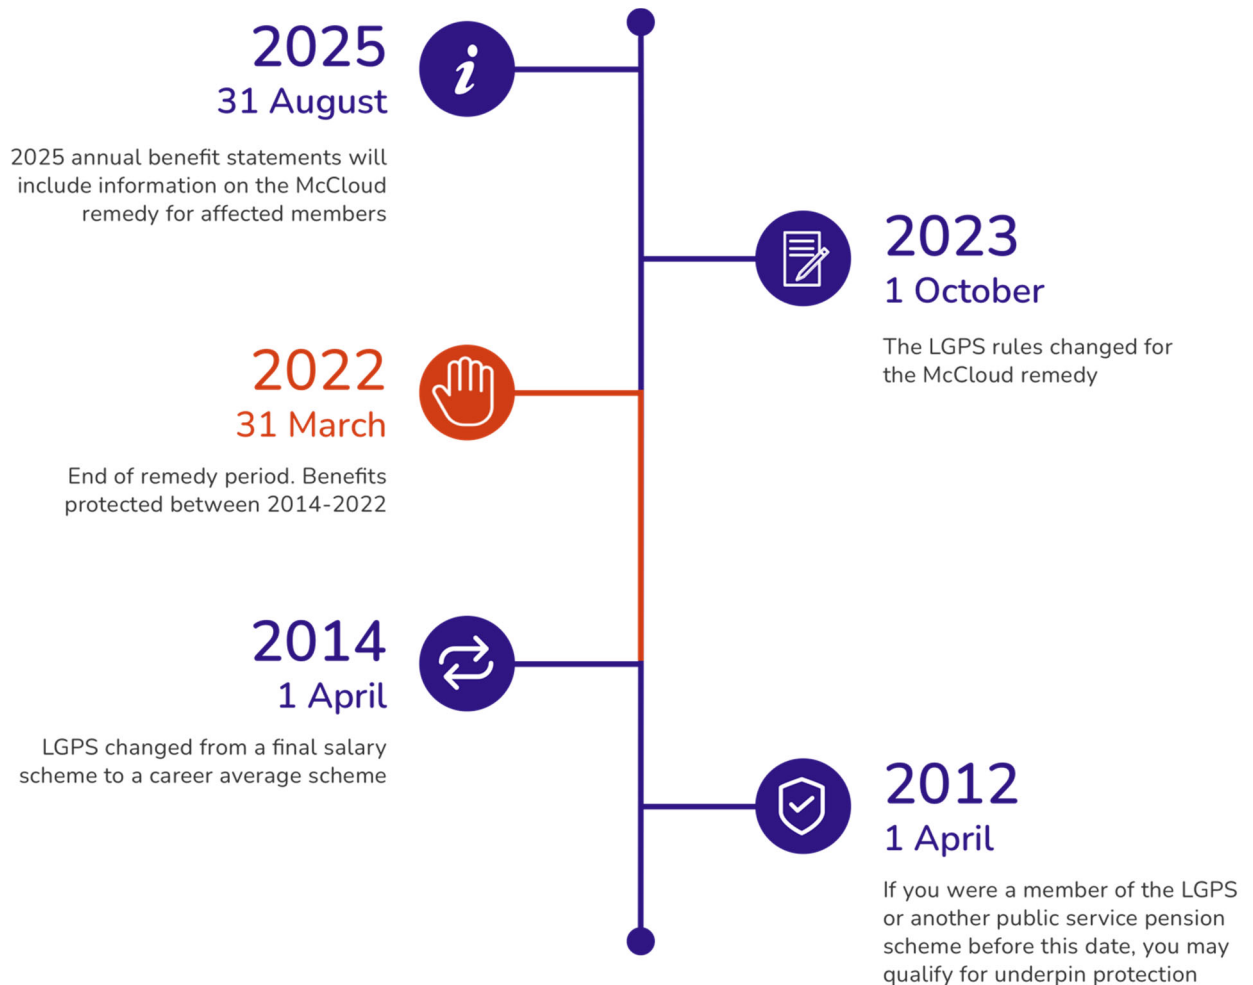 2025
31 August
2025 annual benefit statements will
include information on the McCloud
remedy for affected members
2023
1 October
The LGPS rules changed for
the McCloud remedy
2022
31 March
End of remedy period. Benefits
protected between 2014-2022
2014
1 April
LGPS changed from a final salary
scheme to a career average scheme
2012
1 April
If you were a member of the LGPS
or another public service pension
scheme before this date, you may
qualify for underpin protection